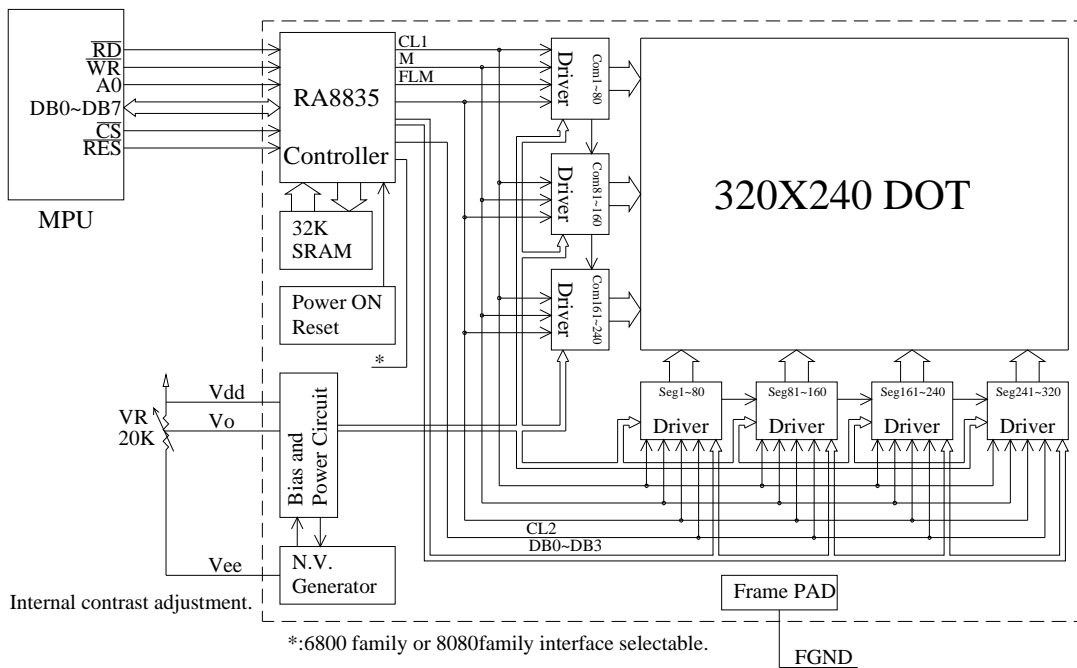 RD
WR
A0
DB0~DB7
CS
RES
MPU
RA8835
Controller
CL1
M
FLM
32K
SRAM
Power ON
Reset
*
Driver
Com1~80
Driver
Com81~160
Driver
Com161~240
320X240 DOT
Seg1~80
Driver
Seg81~160
Driver
Seg161~240
Driver
Seg241~320
Driver
Vdd
VR
20K
Vo
Bias and
Power Circuit
CL2
DB0~DB3
Vee
N.V.
Generator
Internal contrast adjustment.
Frame PAD
*:6800 family or 8080family interface selectable.
FGND